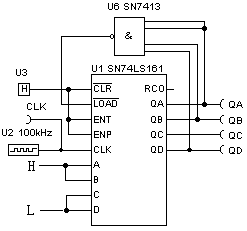 U6 SN7413
&
U3
U1 SN74LS161
H
CLR
RCO
CLK
LOAD
QA
QA
ENT
QB
QB
U2 100kHz
ENP
QC
QC
CLK
QD
QD
H
A
B
C
L
D